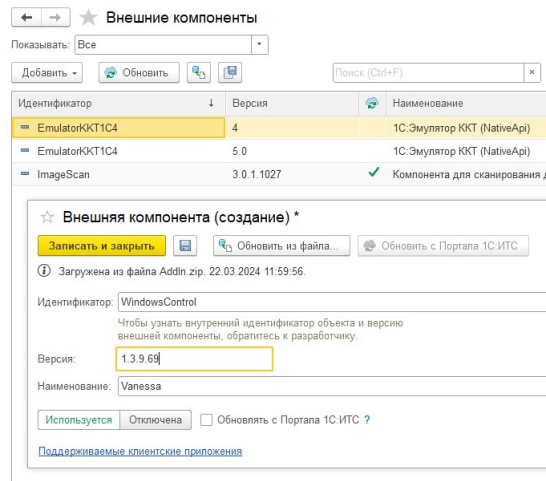 Внешние компоненты
Показывать: Все
Добавить Обновить Поиск (Ctrl+F) ×
Идентификатор ↓ Версия Наименование
EmulatorKKT1C4 4 1С:Эмулятор ККТ (NativeApi)
EmulatorKKT1C4 5.0 1С:Эмулятор ККТ (NativeApi)
ImageScan 3.0.1.1027 Компонента для сканирования
Внешняя компонента (создание) *
Записать и закрыть Обновить из файла... Обновить с Портала 1С:ИТС
Загружена из файла AddIn.zip. 22.03.2024 11:59:56.
Идентификатор: WindowsControl
Чтобы узнать внутренний идентификатор объекта и версию
внешней компоненты, обратитесь к разработчику.
Версия: 1.3.9.69
Наименование: Vanessa
Используется Отключена Обновлять с Портала 1С:ИТС ?
Поддерживаемые клиентские приложения